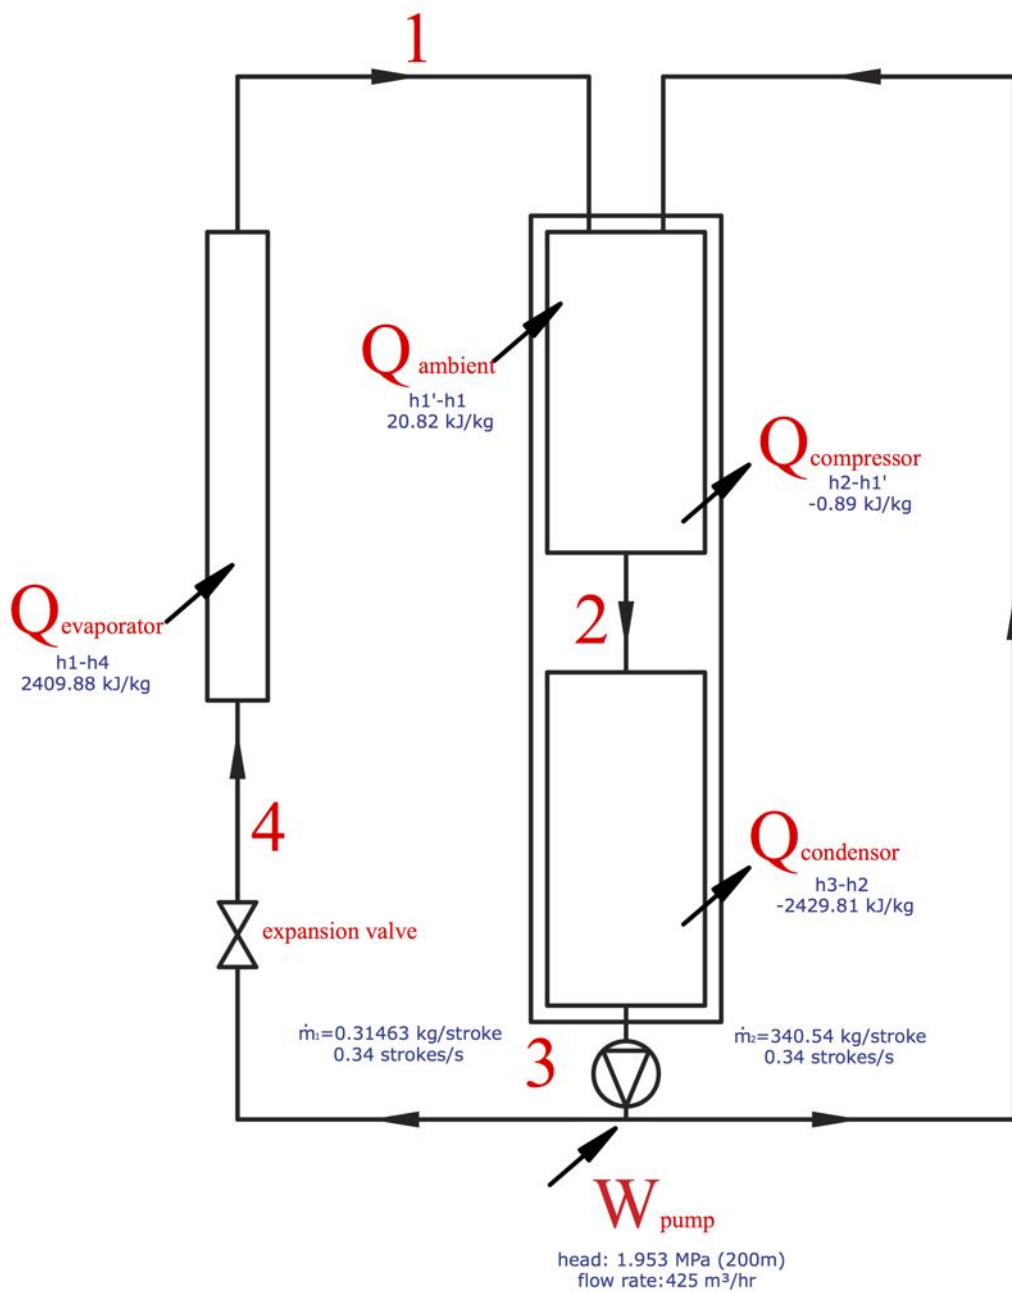 1
Q ambient
h1'-h1
20.82 kJ/kg
Q compressor
h2-h1'
-0.89 kJ/kg
2
Q evaporator
h1-h4
2409.88 kJ/kg
4
Q condensor
h3-h2
-2429.81 kJ/kg
expansion valve
ṁ₁=0.31463 kg/stroke
0.34 strokes/s
ṁ₂=340.54 kg/stroke
0.34 strokes/s
3
W pump
head: 1.953 MPa (200m)
flow rate:425 m³/hr